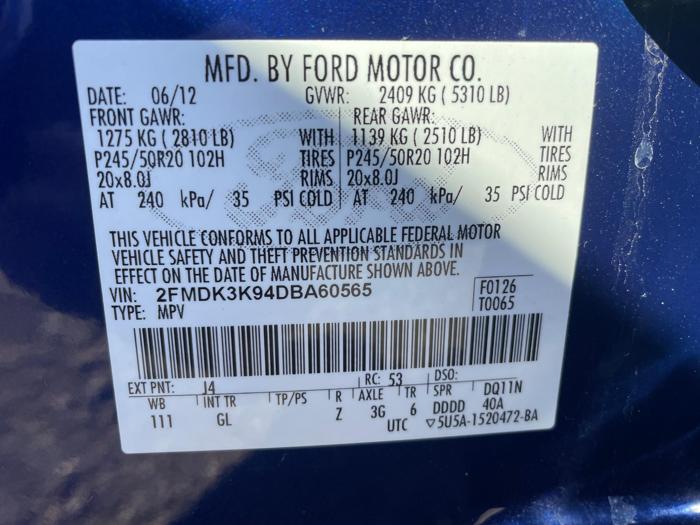 MFD. BY FORD MOTOR CO.
DATE: 06/12 GVWR: 2409 KG ( 5310 LB)
FRONT GAWR: REAR GAWR:
1275 KG ( 2810 LB) WITH 1139 KG ( 2510 LB) WITH
P245/50R20 102H TIRES P245/50R20 102H TIRES
20x8.0J RIMS 20x8.0J RIMS
AT 240 kPa/ 35 PSI COLD AT 240 kPa/ 35 PSI COLD
THIS VEHICLE CONFORMS TO ALL APPLICABLE FEDERAL MOTOR
VEHICLE SAFETY AND THEFT PREVENTION STANDARDS IN
EFFECT ON THE DATE OF MANUFACTURE SHOWN ABOVE.
VIN: 2FMDK3K94DBA60565 F0126
TYPE: MPV T0065
EXT PNT: J4 RC: 53 DSO:
WB INT TR TP/PS R AXLE TR SPR DQ11N
111 GL Z 3G 6 DDDD 40A
UTC ▽5U5A-1520472-BA